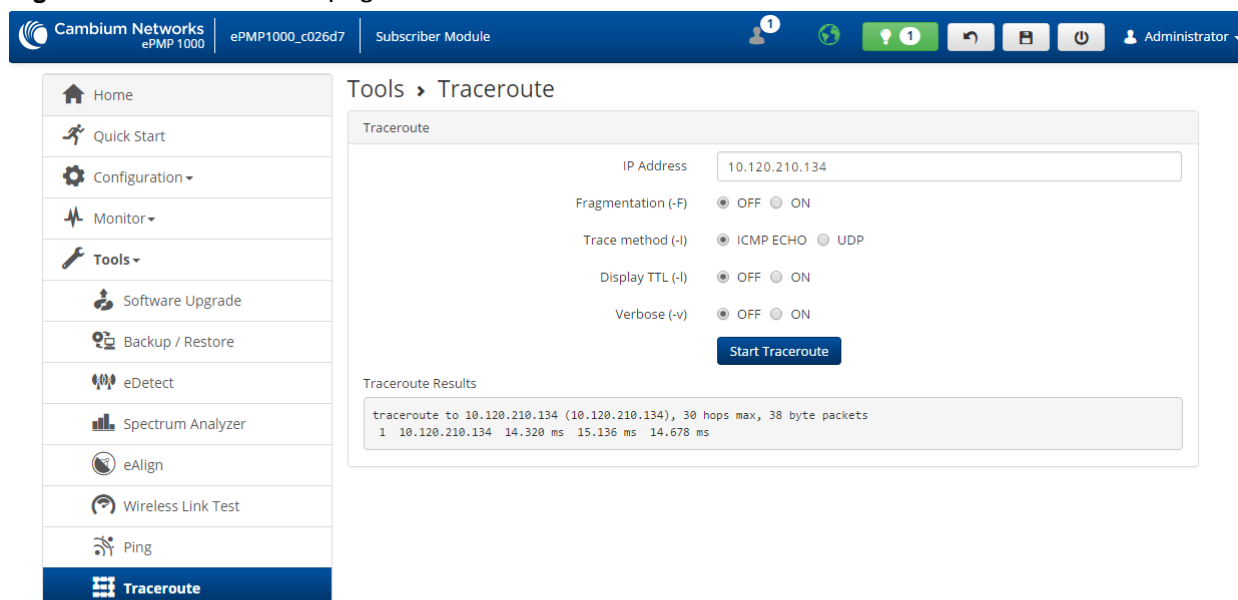 Cambium Networks
ePMP 1000
ePMP1000_c026d7
Subscriber Module
1
1
Administrator
Home
Quick Start
Configuration
Monitor
Tools
Software Upgrade
Backup / Restore
eDetect
Spectrum Analyzer
eAlign
Wireless Link Test
Ping
Traceroute
Tools > Traceroute
Traceroute
IP Address 10.120.210.134
Fragmentation (-F) OFF ON
Trace method (-I) ICMP ECHO UDP
Display TTL (-l) OFF ON
Verbose (-v) OFF ON
Start Traceroute
Traceroute Results
traceroute to 10.120.210.134 (10.120.210.134), 30 hops max, 38 byte packets
1 10.120.210.134 14.320 ms 15.136 ms 14.678 ms